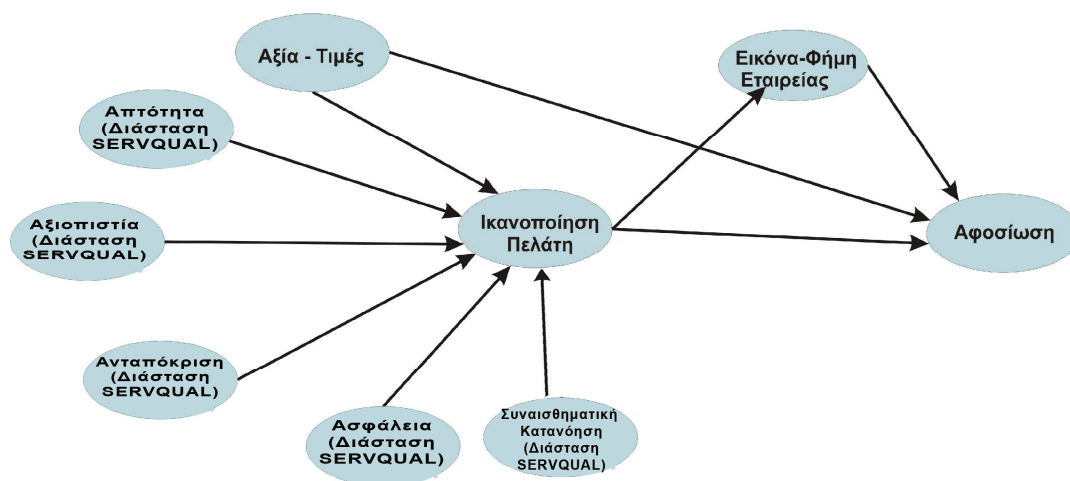 Αξία - Τιμές
Εικόνα-Φήμη
Εταιρείας
Απτότητα
(Διάσταση
SERVQUAL)
Αξιοπιστία
(Διάσταση
SERVQUAL)
Ικανοποίηση
Πελάτη
Αφοσίωση
Ανταπόκριση
(Διάσταση
SERVQUAL)
Ασφάλεια
(Διάσταση
SERVQUAL)
Συναισθηματική
Κατανόηση
(Διάσταση
SERVQUAL)